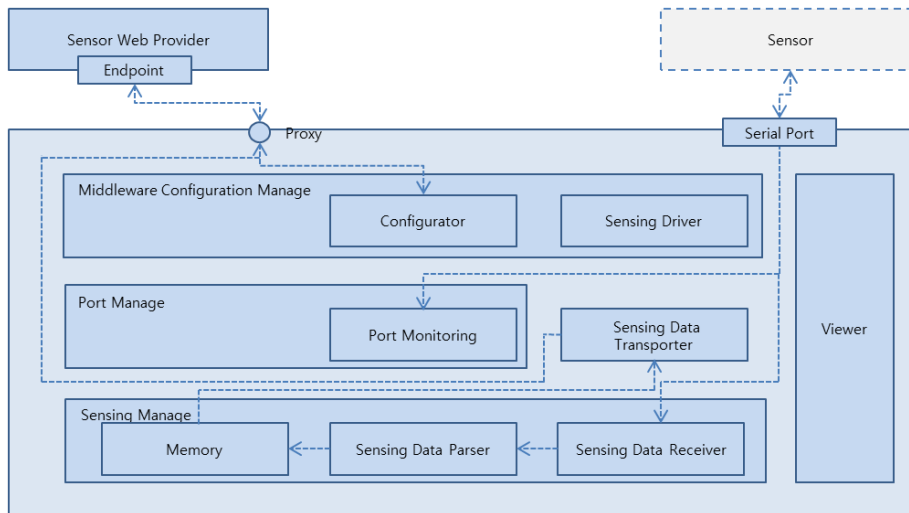 Sensor Web Provider
Sensor
Endpoint
Proxy
Serial Port
Middleware Configuration Manage
Configurator
Sensing Driver
Port Manage
Port Monitoring
Sensing Data
Transporter
Viewer
Sensing Manage
Memory
Sensing Data Parser
Sensing Data Receiver